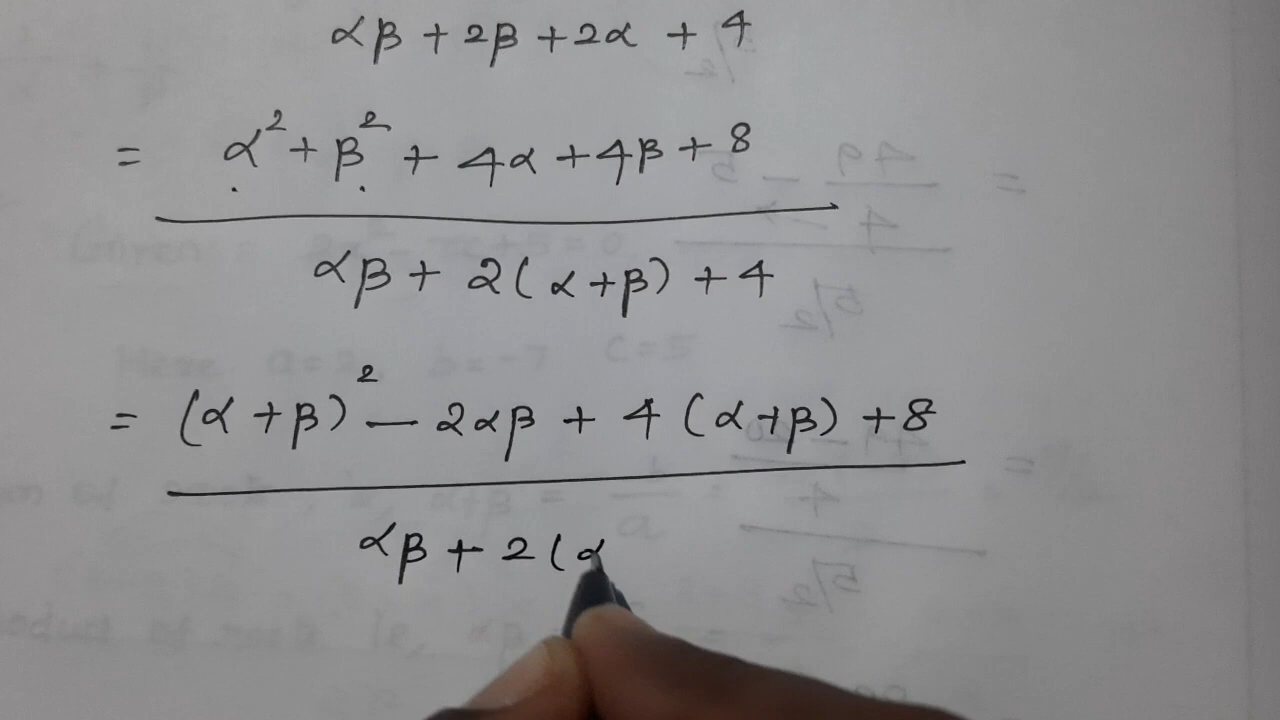 αβ + 2β + 2α + 4
= α² + β² + 4α + 4β + 8
αβ + 2(α+β) + 4
= (α+β)² - 2αβ + 4(α+β) + 8
αβ + 2(α